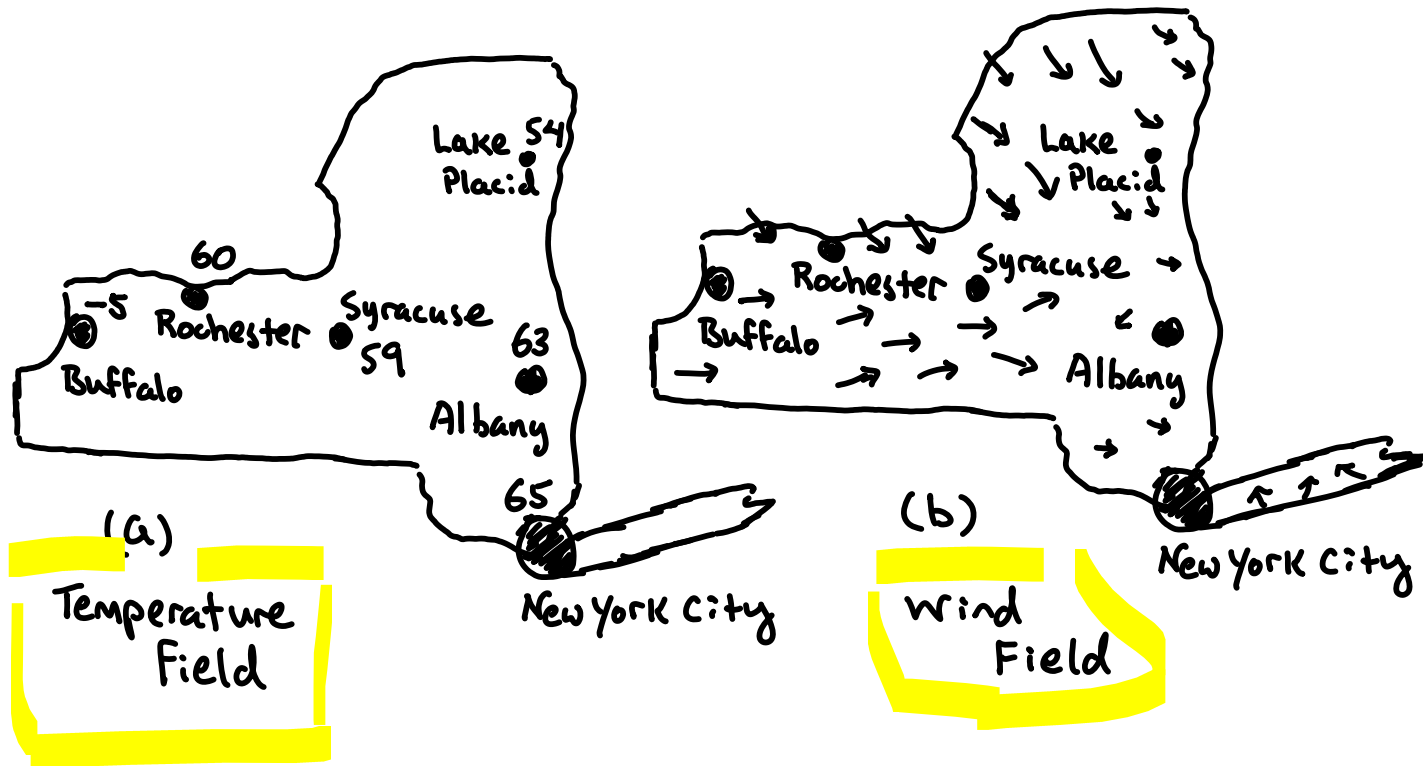 Lake 54
Placid
60
-5
Rochester
Syracuse
59
63
Buffalo
Albany
65
(a)
New York City
Temperature
Field
Lake
Placid
Rochester
Syracuse
Buffalo
Albany
(b)
New York City
Wind
Field